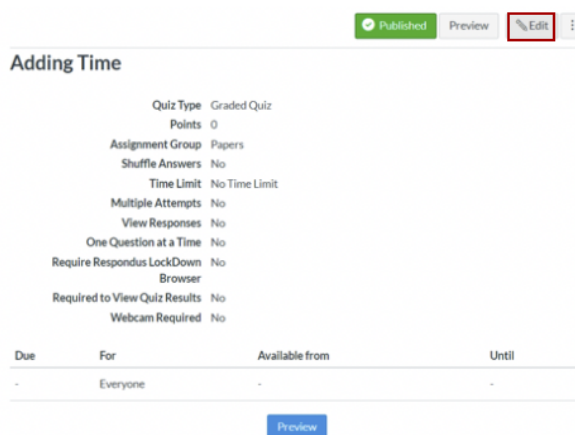 Published Preview Edit
Adding Time
Quiz Type Graded Quiz
Points 0
Assignment Group Papers
Shuffle Answers No
Time Limit No Time Limit
Multiple Attempts No
View Responses No
One Question at a Time No
Require Respondus LockDown No
Browser
Required to View Quiz Results No
Webcam Required No
Due For Available from Until
- Everyone - -
Preview